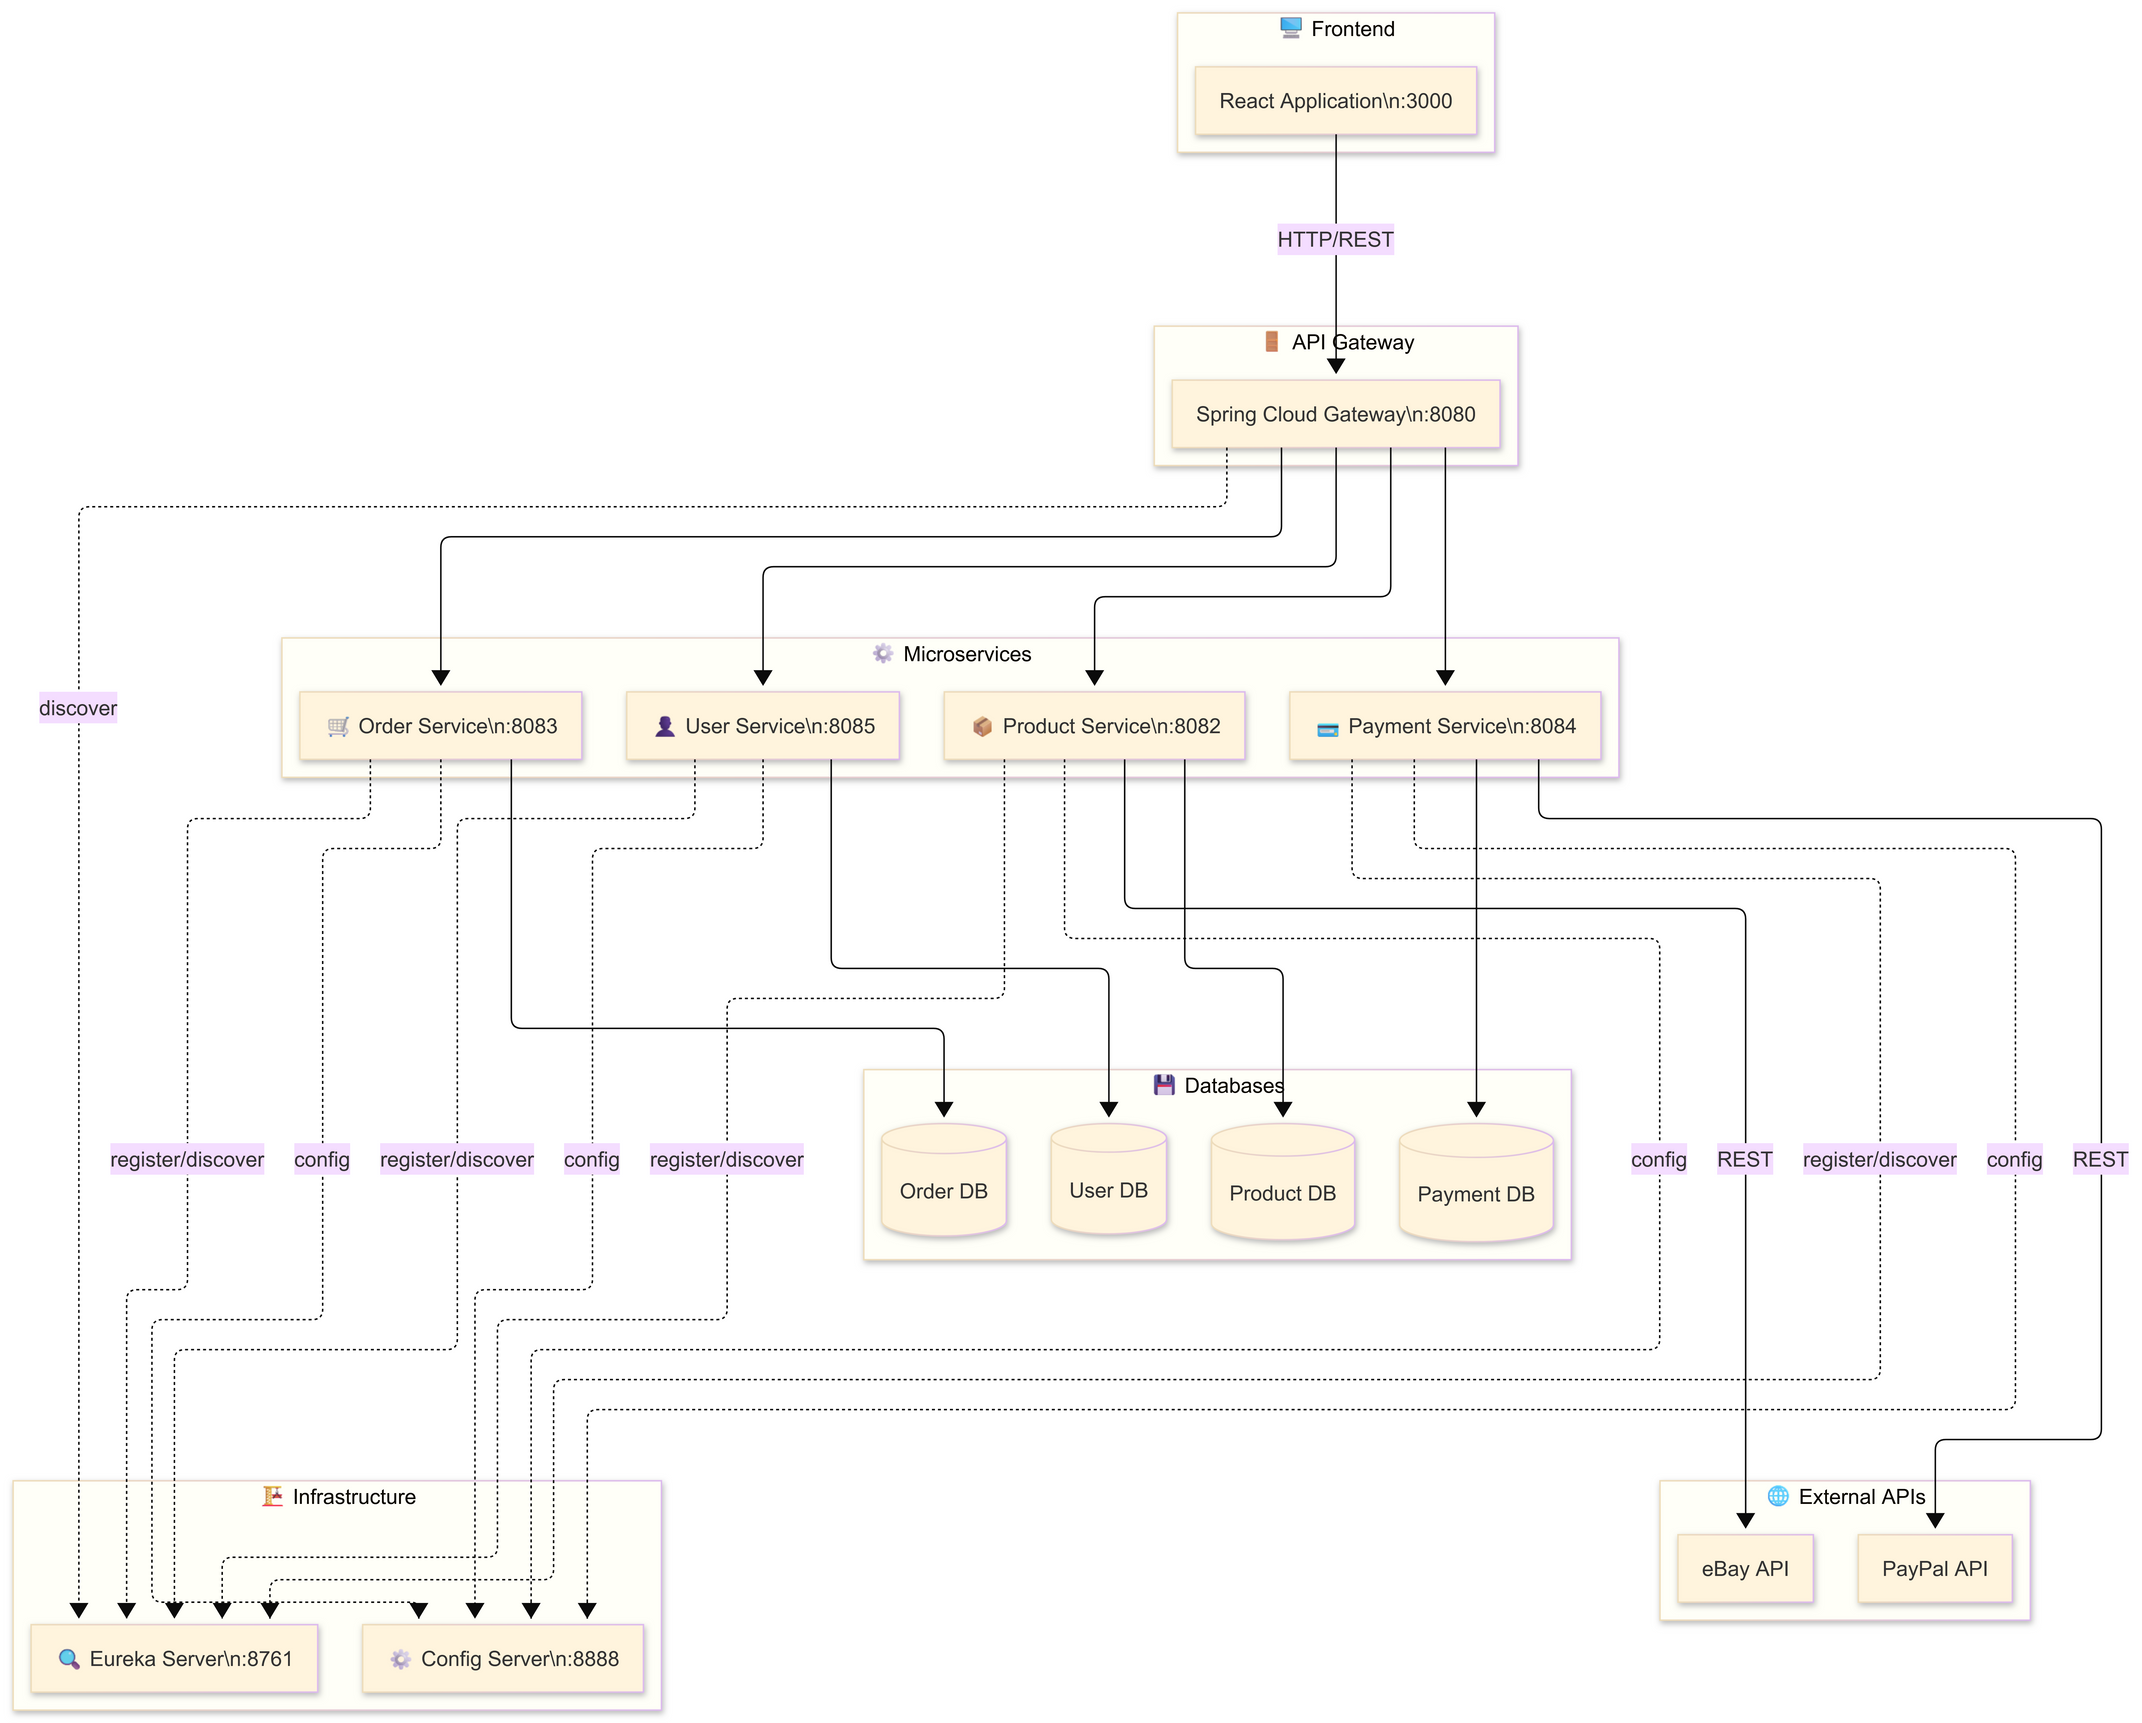 Frontend
React Application\n:3000
HTTP/REST
API Gateway
Spring Cloud Gateway\n:8080
discover
Microservices
Order Service\n:8083
User Service\n:8085
Product Service\n:8082
Payment Service\n:8084
Databases
Order DB
User DB
Product DB
Payment DB
register/discover
config
register/discover
config
register/discover
config
REST
register/discover
config
REST
Infrastructure
Eureka Server\n:8761
Config Server\n:8888
External APIs
eBay API
PayPal API